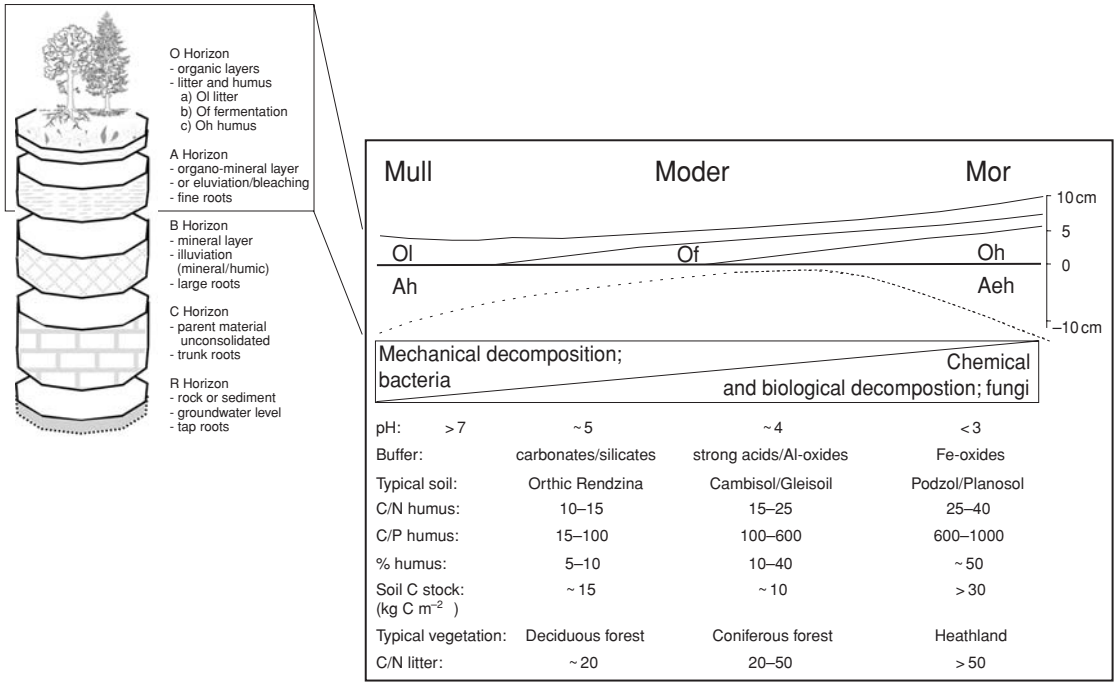 O Horizon
- organic layers
- litter and humus
a) Ol litter
b) Of fermentation
c) Oh humus
A Horizon
- organo-mineral layer
- or eluviation/bleaching
- fine roots
B Horizon
- mineral layer
- illuviation
(mineral/humic)
- large roots
C Horizon
- parent material
unconsolidated
- trunk roots
R Horizon
- rock or sediment
- groundwater level
- tap roots
Mull Moder Mor
10 cm
5
Ol Of Oh 0
Ah Aeh
–10 cm
Mechanical decomposition;
bacteria
Chemical
and biological decompostion; fungi
pH: >7 ~5 ~4 <3
Buffer: carbonates/silicates strong acids/Al-oxides Fe-oxides
Typical soil: Orthic Rendzina Cambisol/Gleisoil Podzol/Planosol
C/N humus: 10–15 15–25 25–40
C/P humus: 15–100 100–600 600–1000
% humus: 5–10 10–40 ~50
Soil C stock: ~15 ~10 >30
(kg C m⁻² )
Typical vegetation: Deciduous forest Coniferous forest Heathland
C/N litter: ~20 20–50 >50